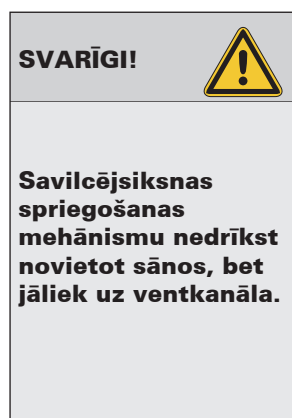 SVARĪGI!
Savilcējsiksnas
spriegošanas
mehānismu nedrīkst
novietot sānos, bet
jāliek uz ventkanāla.